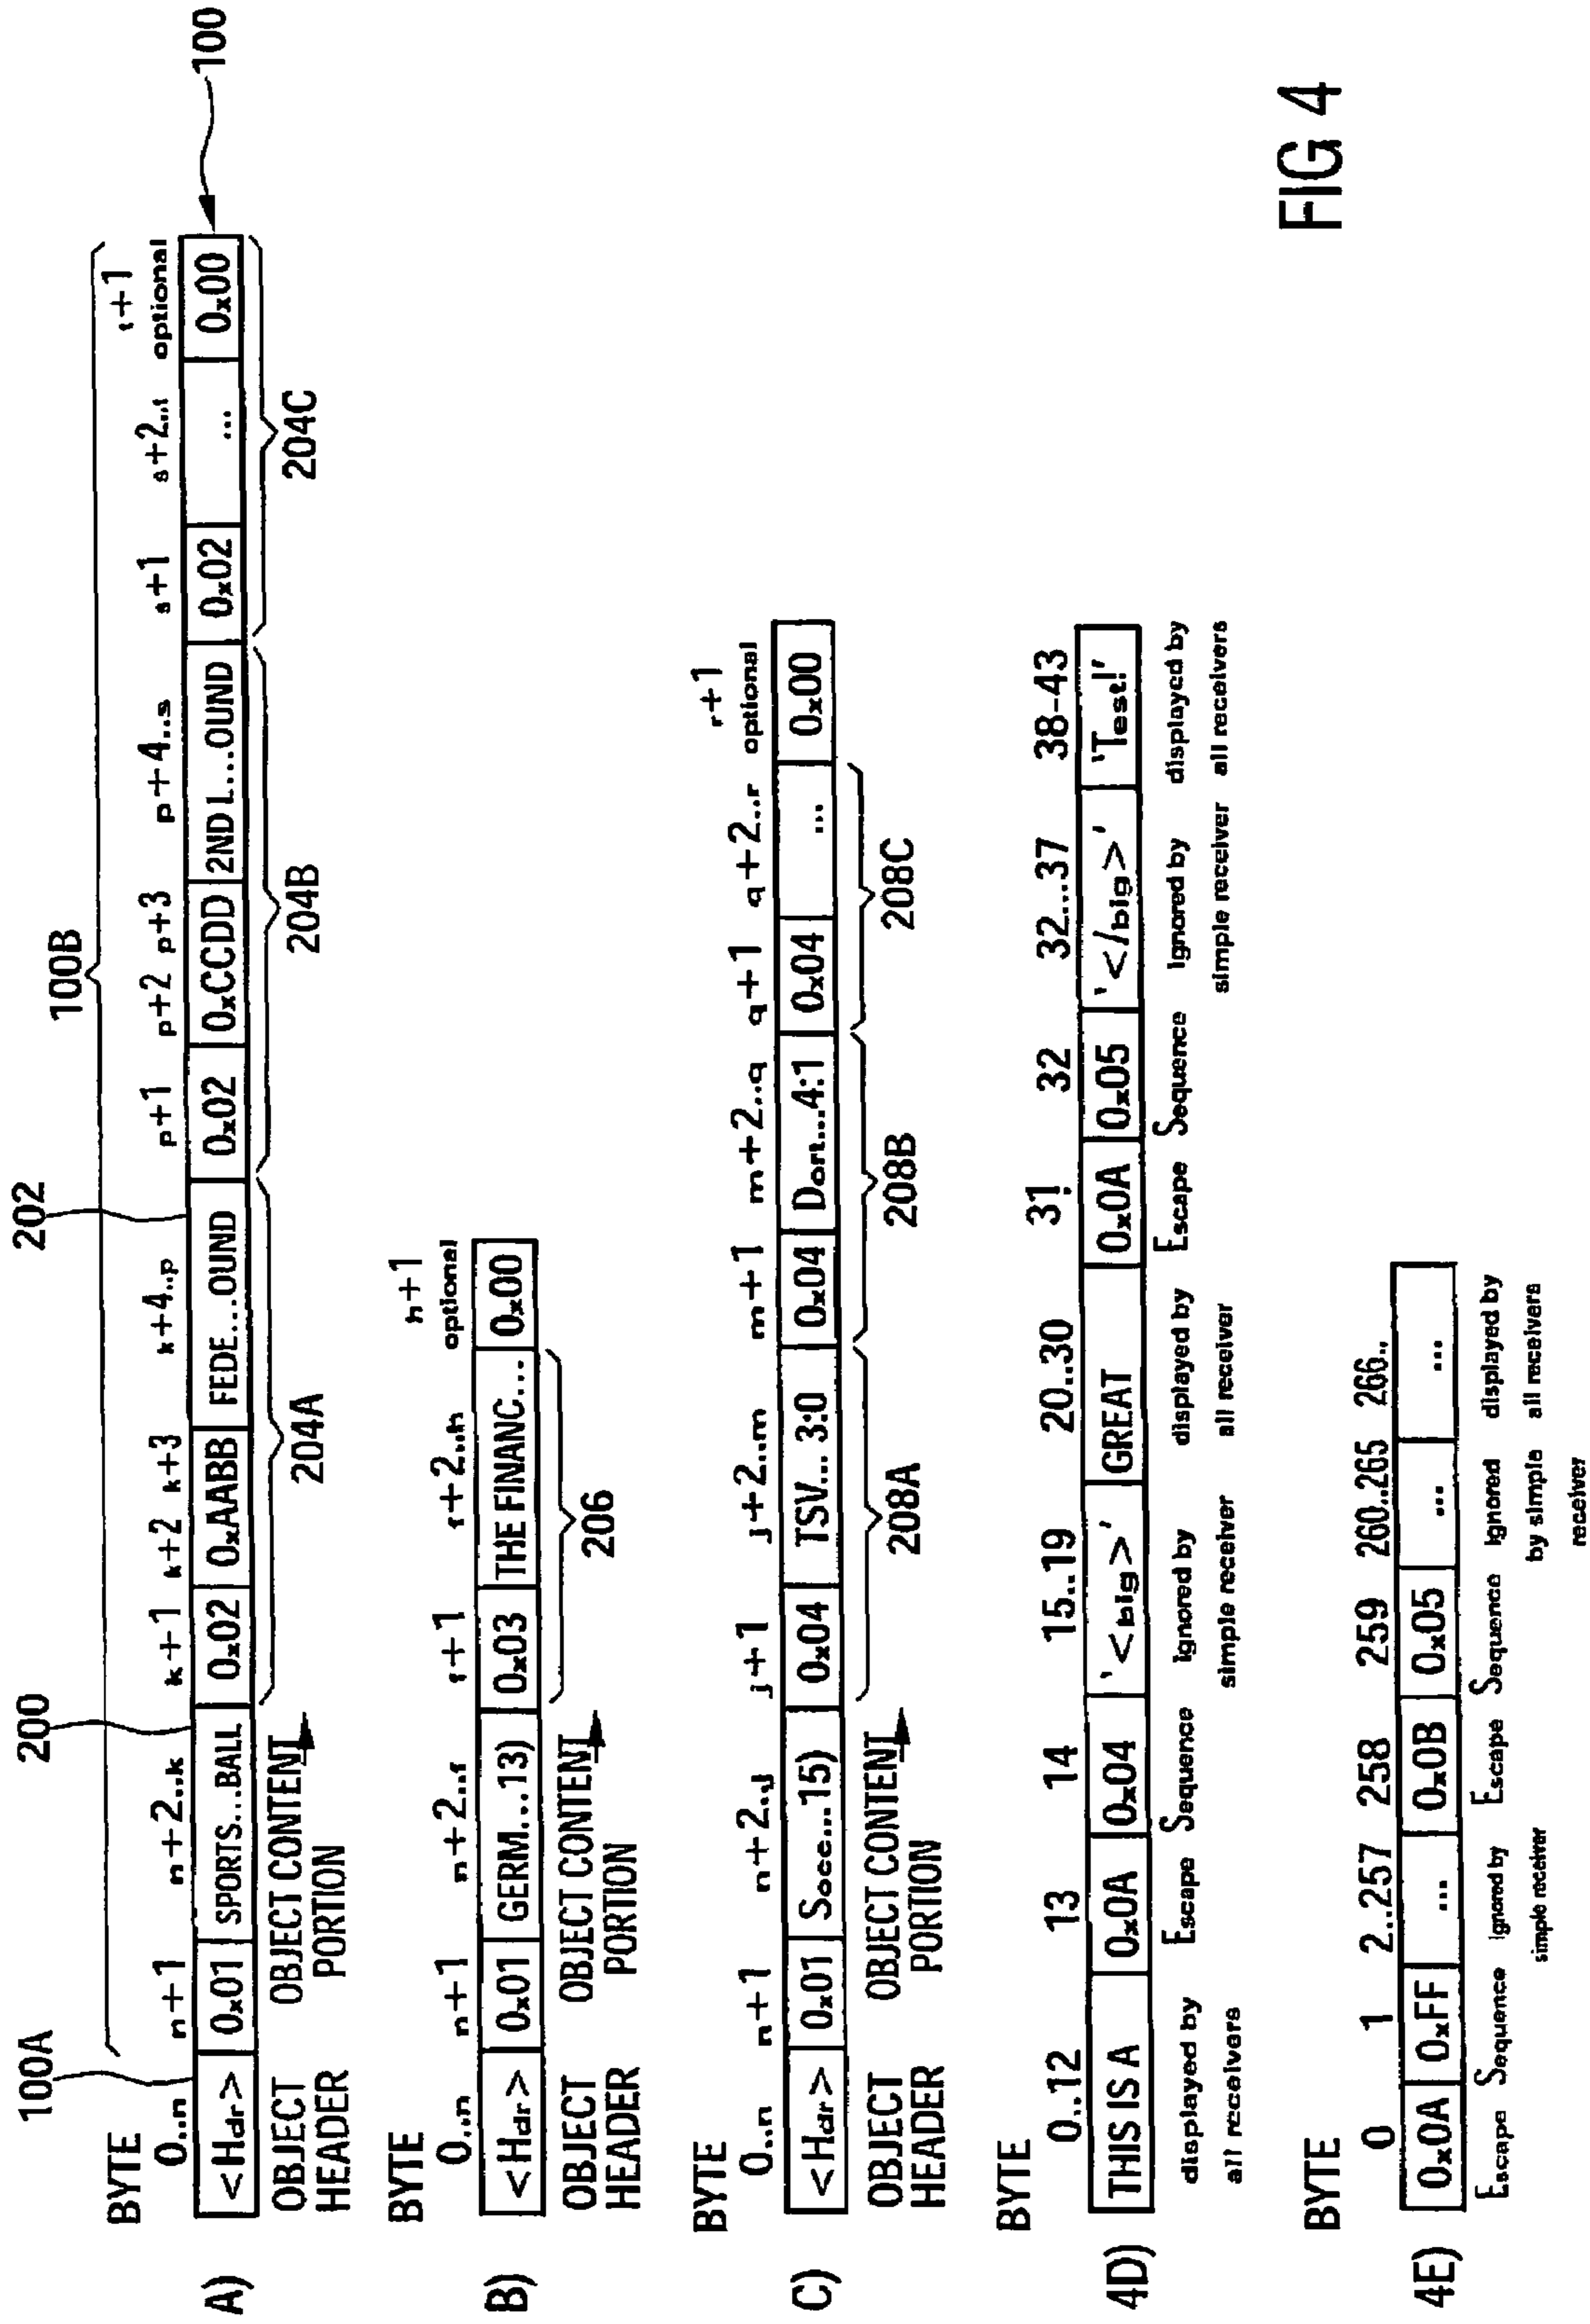 100A
200
202
100B
100
BYTE
0..n
n+1
n+2..k
k+1
k+2
k+3
k+4..p
p+1
p+2
p+3
p+4..s
s+1
s+2..t
t+1
optional
A)
<Hdr>
0x01
SPORTS...BALL
0x02
0xAABB
FEDE...OUND
0x02
0xCCDD
2ND L...OUND
0x02
...
0x00
OBJECT
HEADER
OBJECT CONTENT
PORTION
204A
204B
204C
BYTE
0..n
n+1
n+2..f
f+1
f+2..h
h+1
optional
B)
<Hdr>
0x01
GERM...13)
0x03
THE FINANC...
0x00
OBJECT
HEADER
OBJECT CONTENT
PORTION
206
BYTE
0..n
n+1
n+2..j
j+1
j+2..m
m+1
m+2..q
q+1
q+2..r
r+1
optional
C)
<Hdr>
0x01
Socc...15)
0x04
TSV... 3:0
0x04
Dort...4:1
0x04
...
0x00
OBJECT
HEADER
OBJECT CONTENT
PORTION
208A
208B
208C
BYTE
0..12
13
14
15..19
20..30
31
32
32...37
38-43
4D)
THIS IS A
0x0A
0x04
'<big>'
GREAT
0x0A
0x05
'</big>'
'Test!'
displayed by
all receivers
Escape Sequence
ignored by
simple receiver
displayed by
all receiver
Escape Sequence
ignored by
simple receiver
displayed by
all receivers
BYTE
0
1
2..257
258
259
260..265
266..
4E)
0x0A
0xFF
...
0x0B
0x05
...
...
Escape Sequence
ignored by
simple receiver
Escape Sequence
ignored
by simple
receiver
displayed by
all receivers
FIG 4